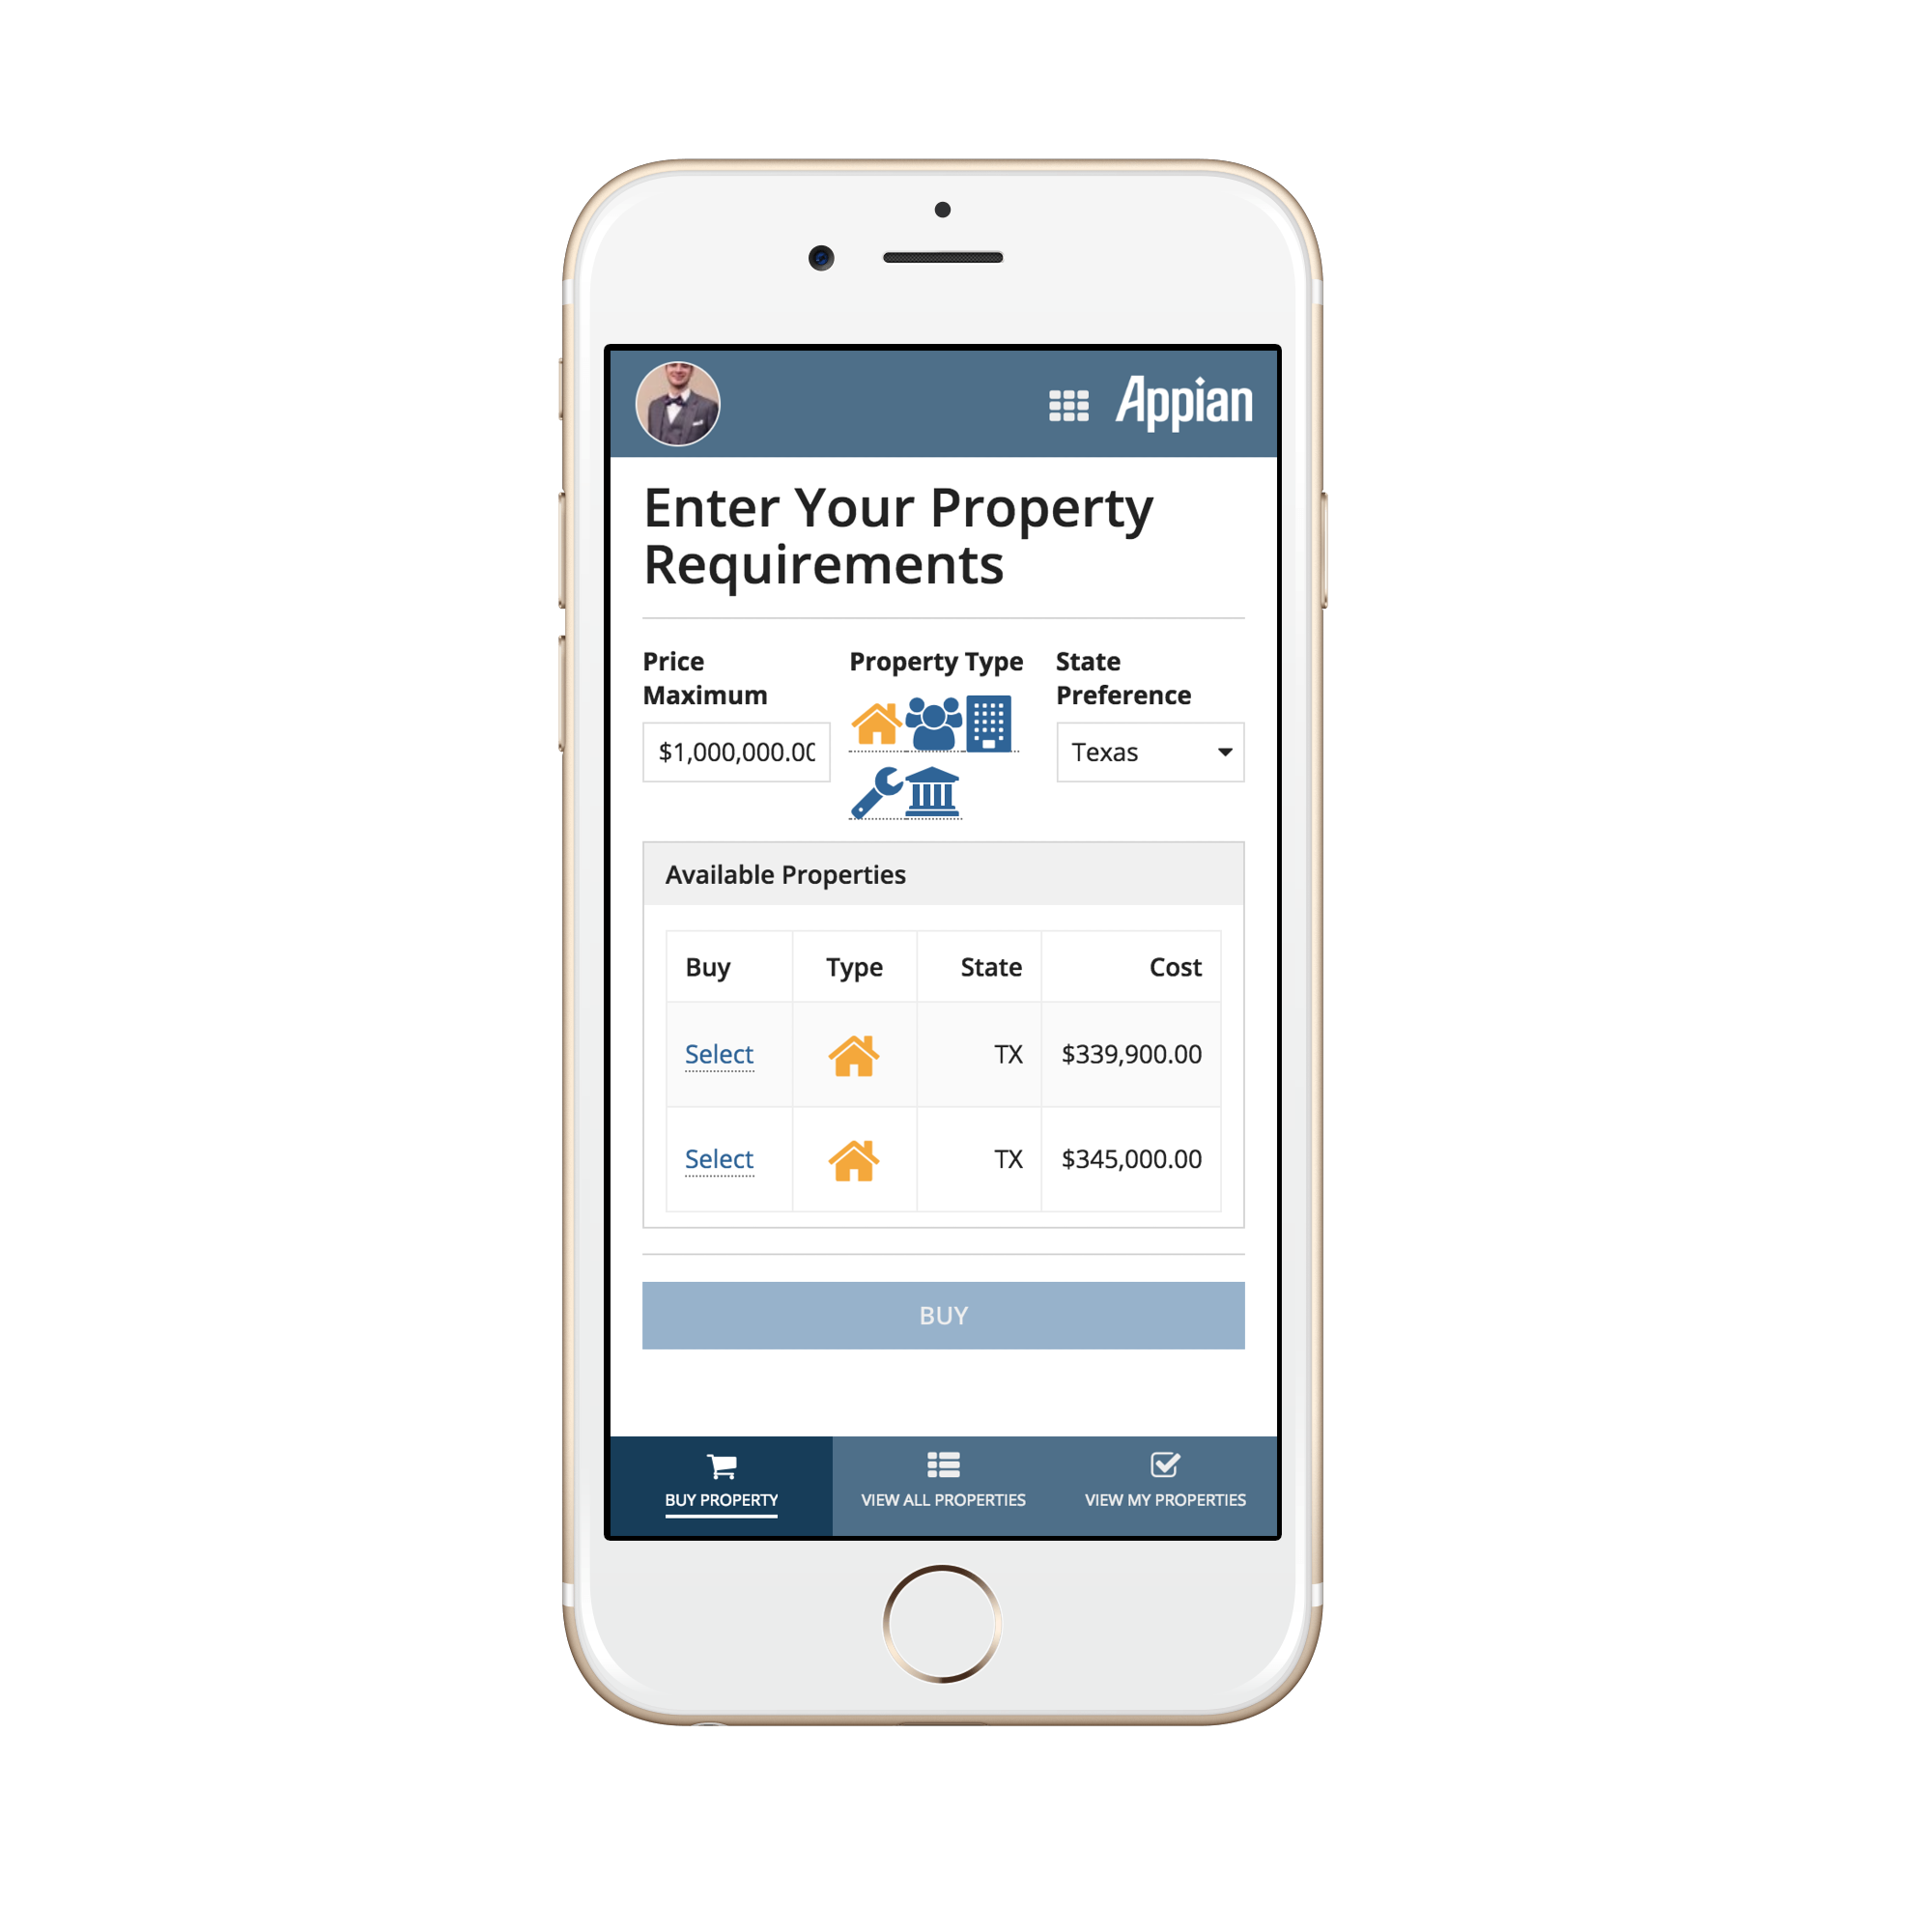 Appian
Enter Your Property
Requirements
Price
Maximum
Property Type
State
Preference
$1,000,000.00
Texas
Available Properties
Buy Type State Cost
Select TX $339,900.00
Select TX $345,000.00
BUY
BUY PROPERTY VIEW ALL PROPERTIES VIEW MY PROPERTIES